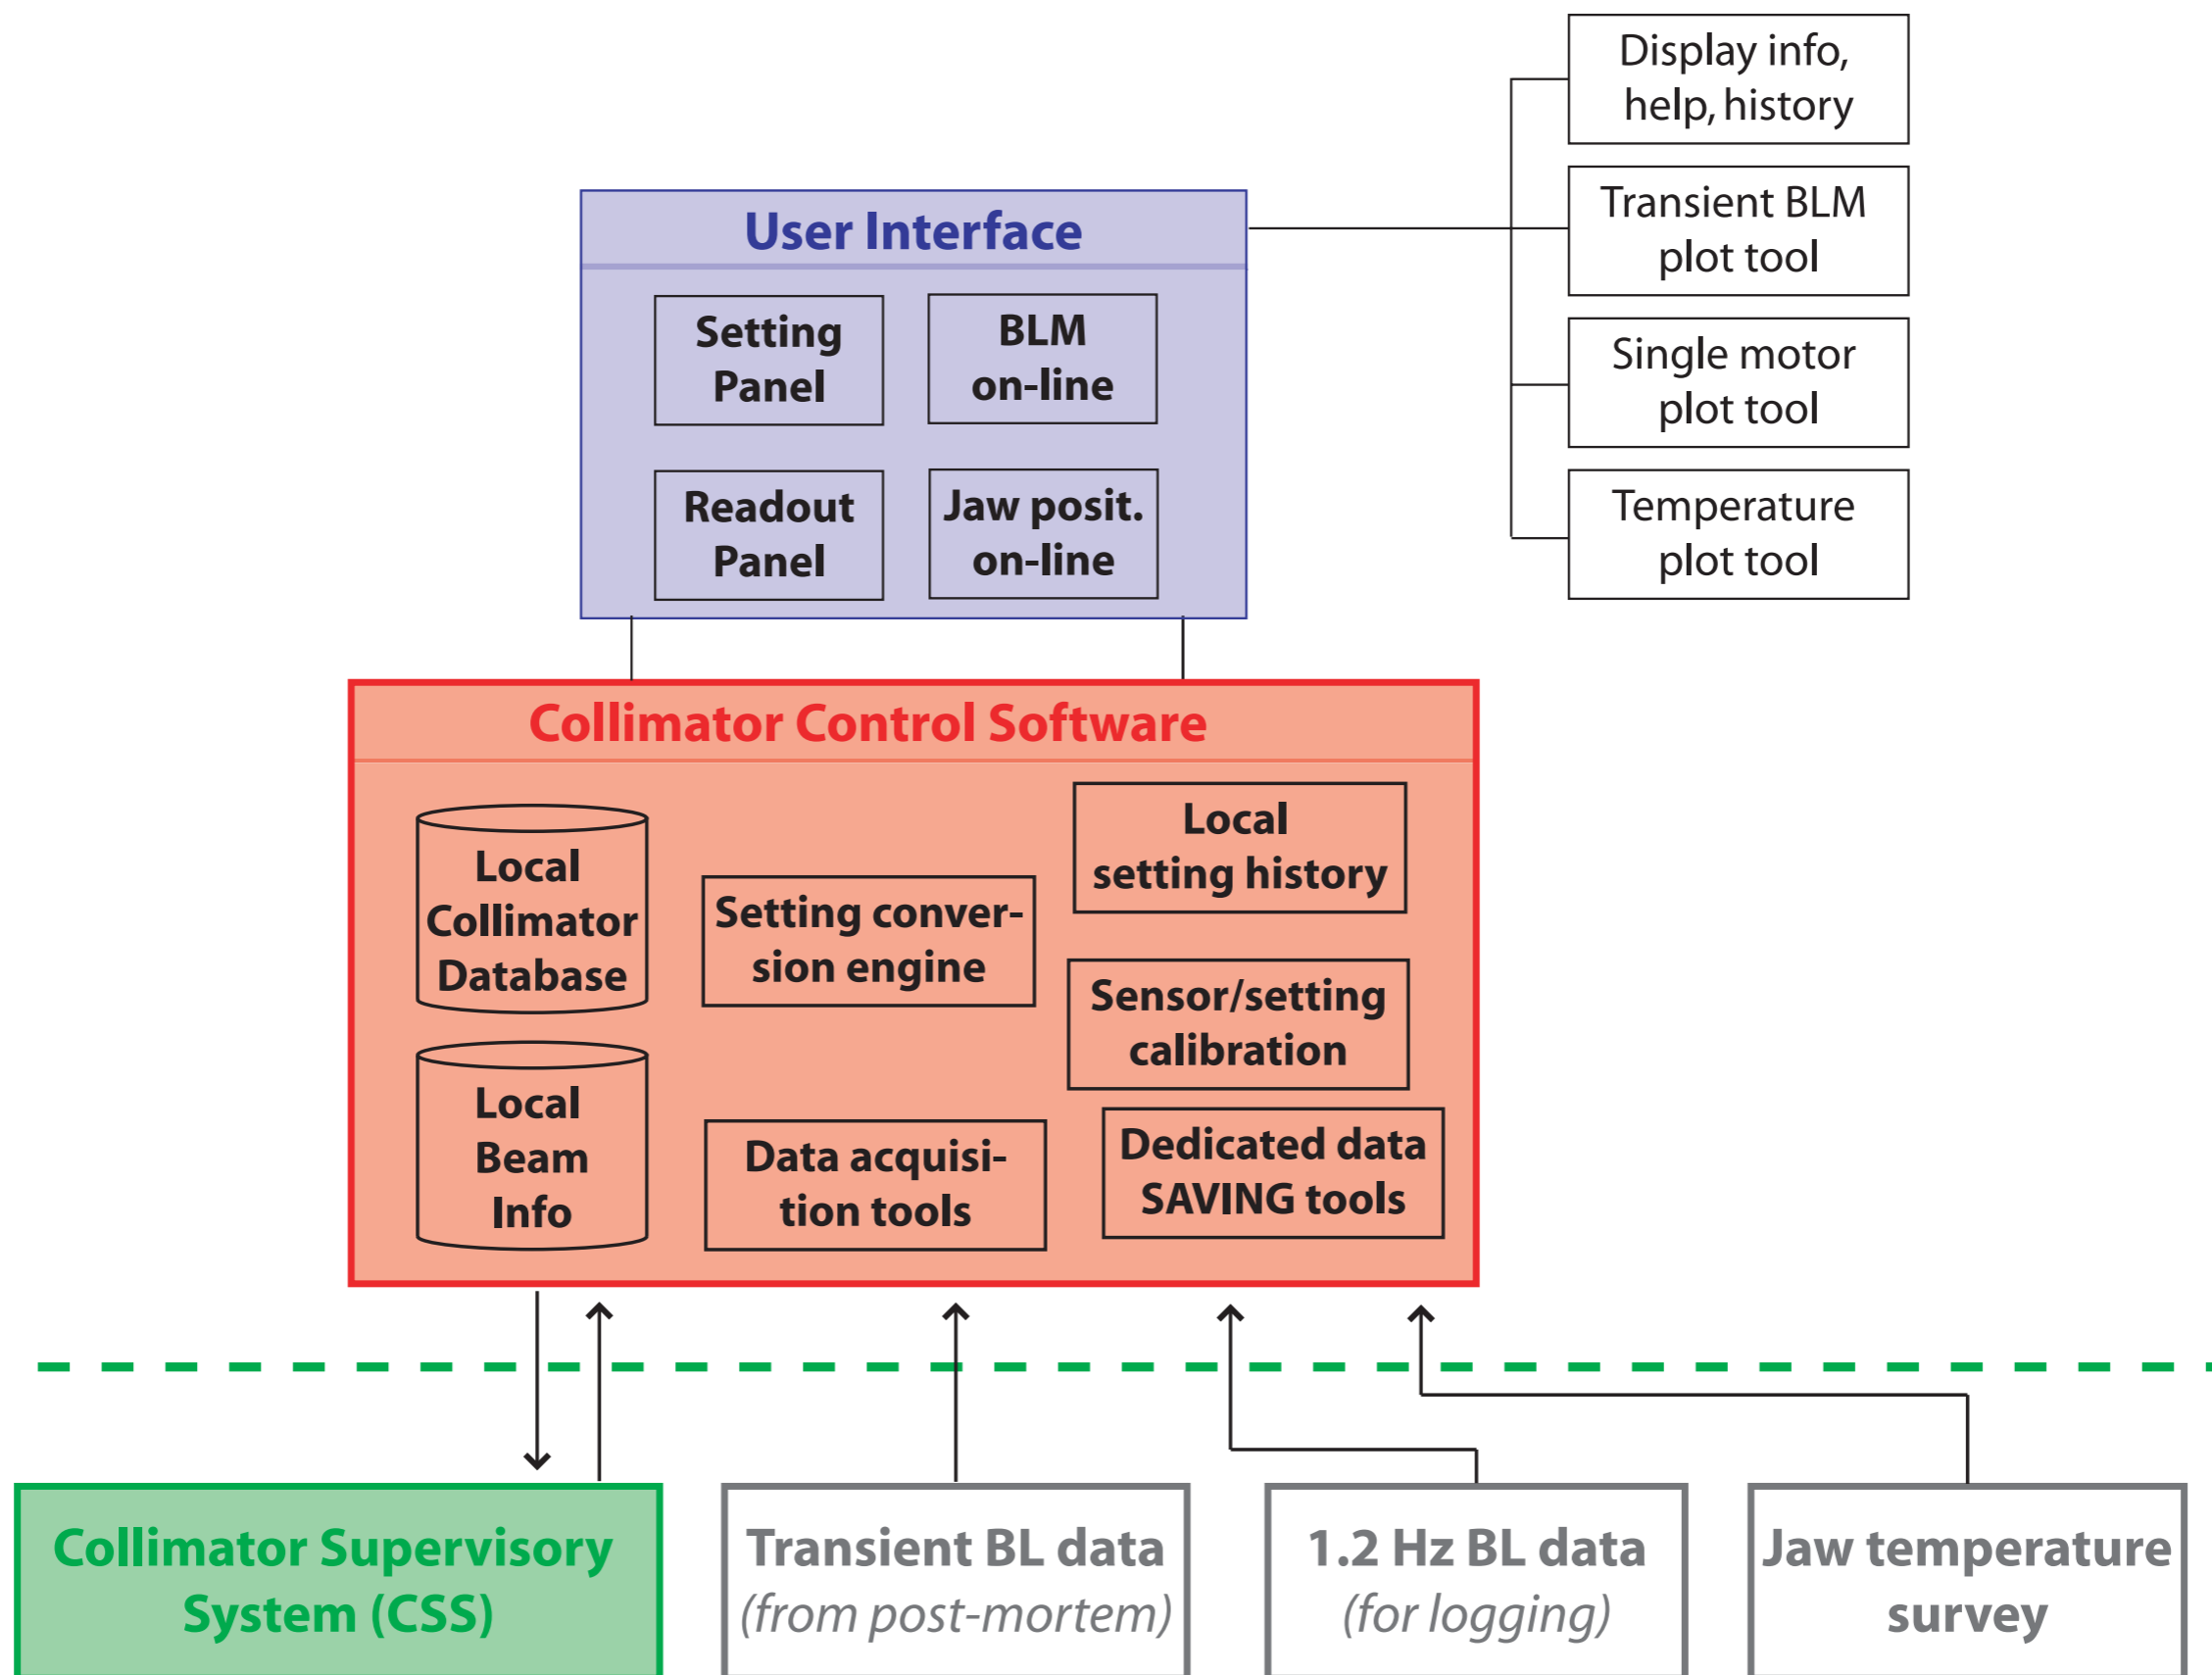 Display info,
help, history
Transient BLM
plot tool
Single motor
plot tool
Temperature
plot tool
User Interface
Setting
Panel
BLM
on-line
Readout
Panel
Jaw posit.
on-line
Collimator Control Software
Local
Collimator
Database
Setting conver-
sion engine
Local
setting history
Sensor/setting
calibration
Local
Beam
Info
Data acquisi-
tion tools
Dedicated data
SAVING tools
Collimator Supervisory
System (CSS)
Transient BL data
(from post-mortem)
1.2 Hz BL data
(for logging)
Jaw temperature
survey